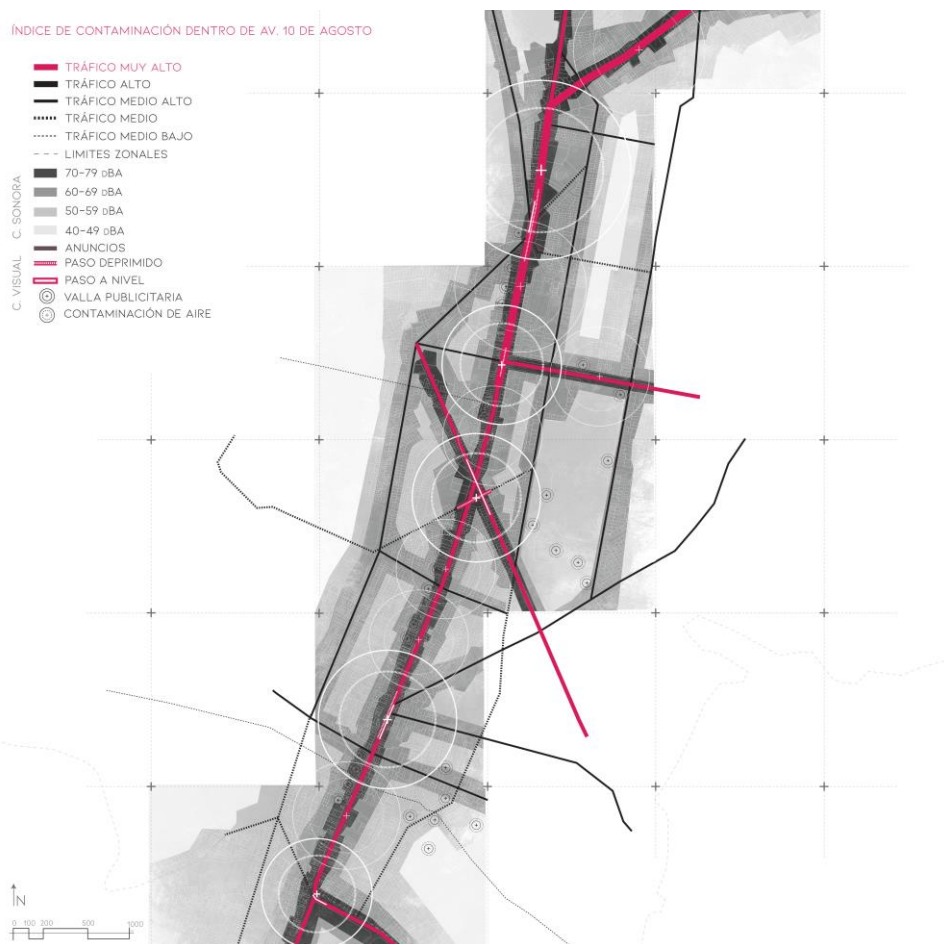 ÍNDICE DE CONTAMINACIÓN DENTRO DE AV. 10 DE AGOSTO
TRÁFICO MUY ALTO
TRÁFICO ALTO
TRÁFICO MEDIO ALTO
TRÁFICO MEDIO
TRÁFICO MEDIO BAJO
LIMITES ZONALES
C. SONORA
70-79 DBA
60-69 DBA
50-59 DBA
40-49 DBA
C. VISUAL
ANUNCIOS
PASO DEPRIMIDO
PASO A NIVEL
VALLA PUBLICITARIA
CONTAMINACIÓN DE AIRE
N
0 100 200 500 1000